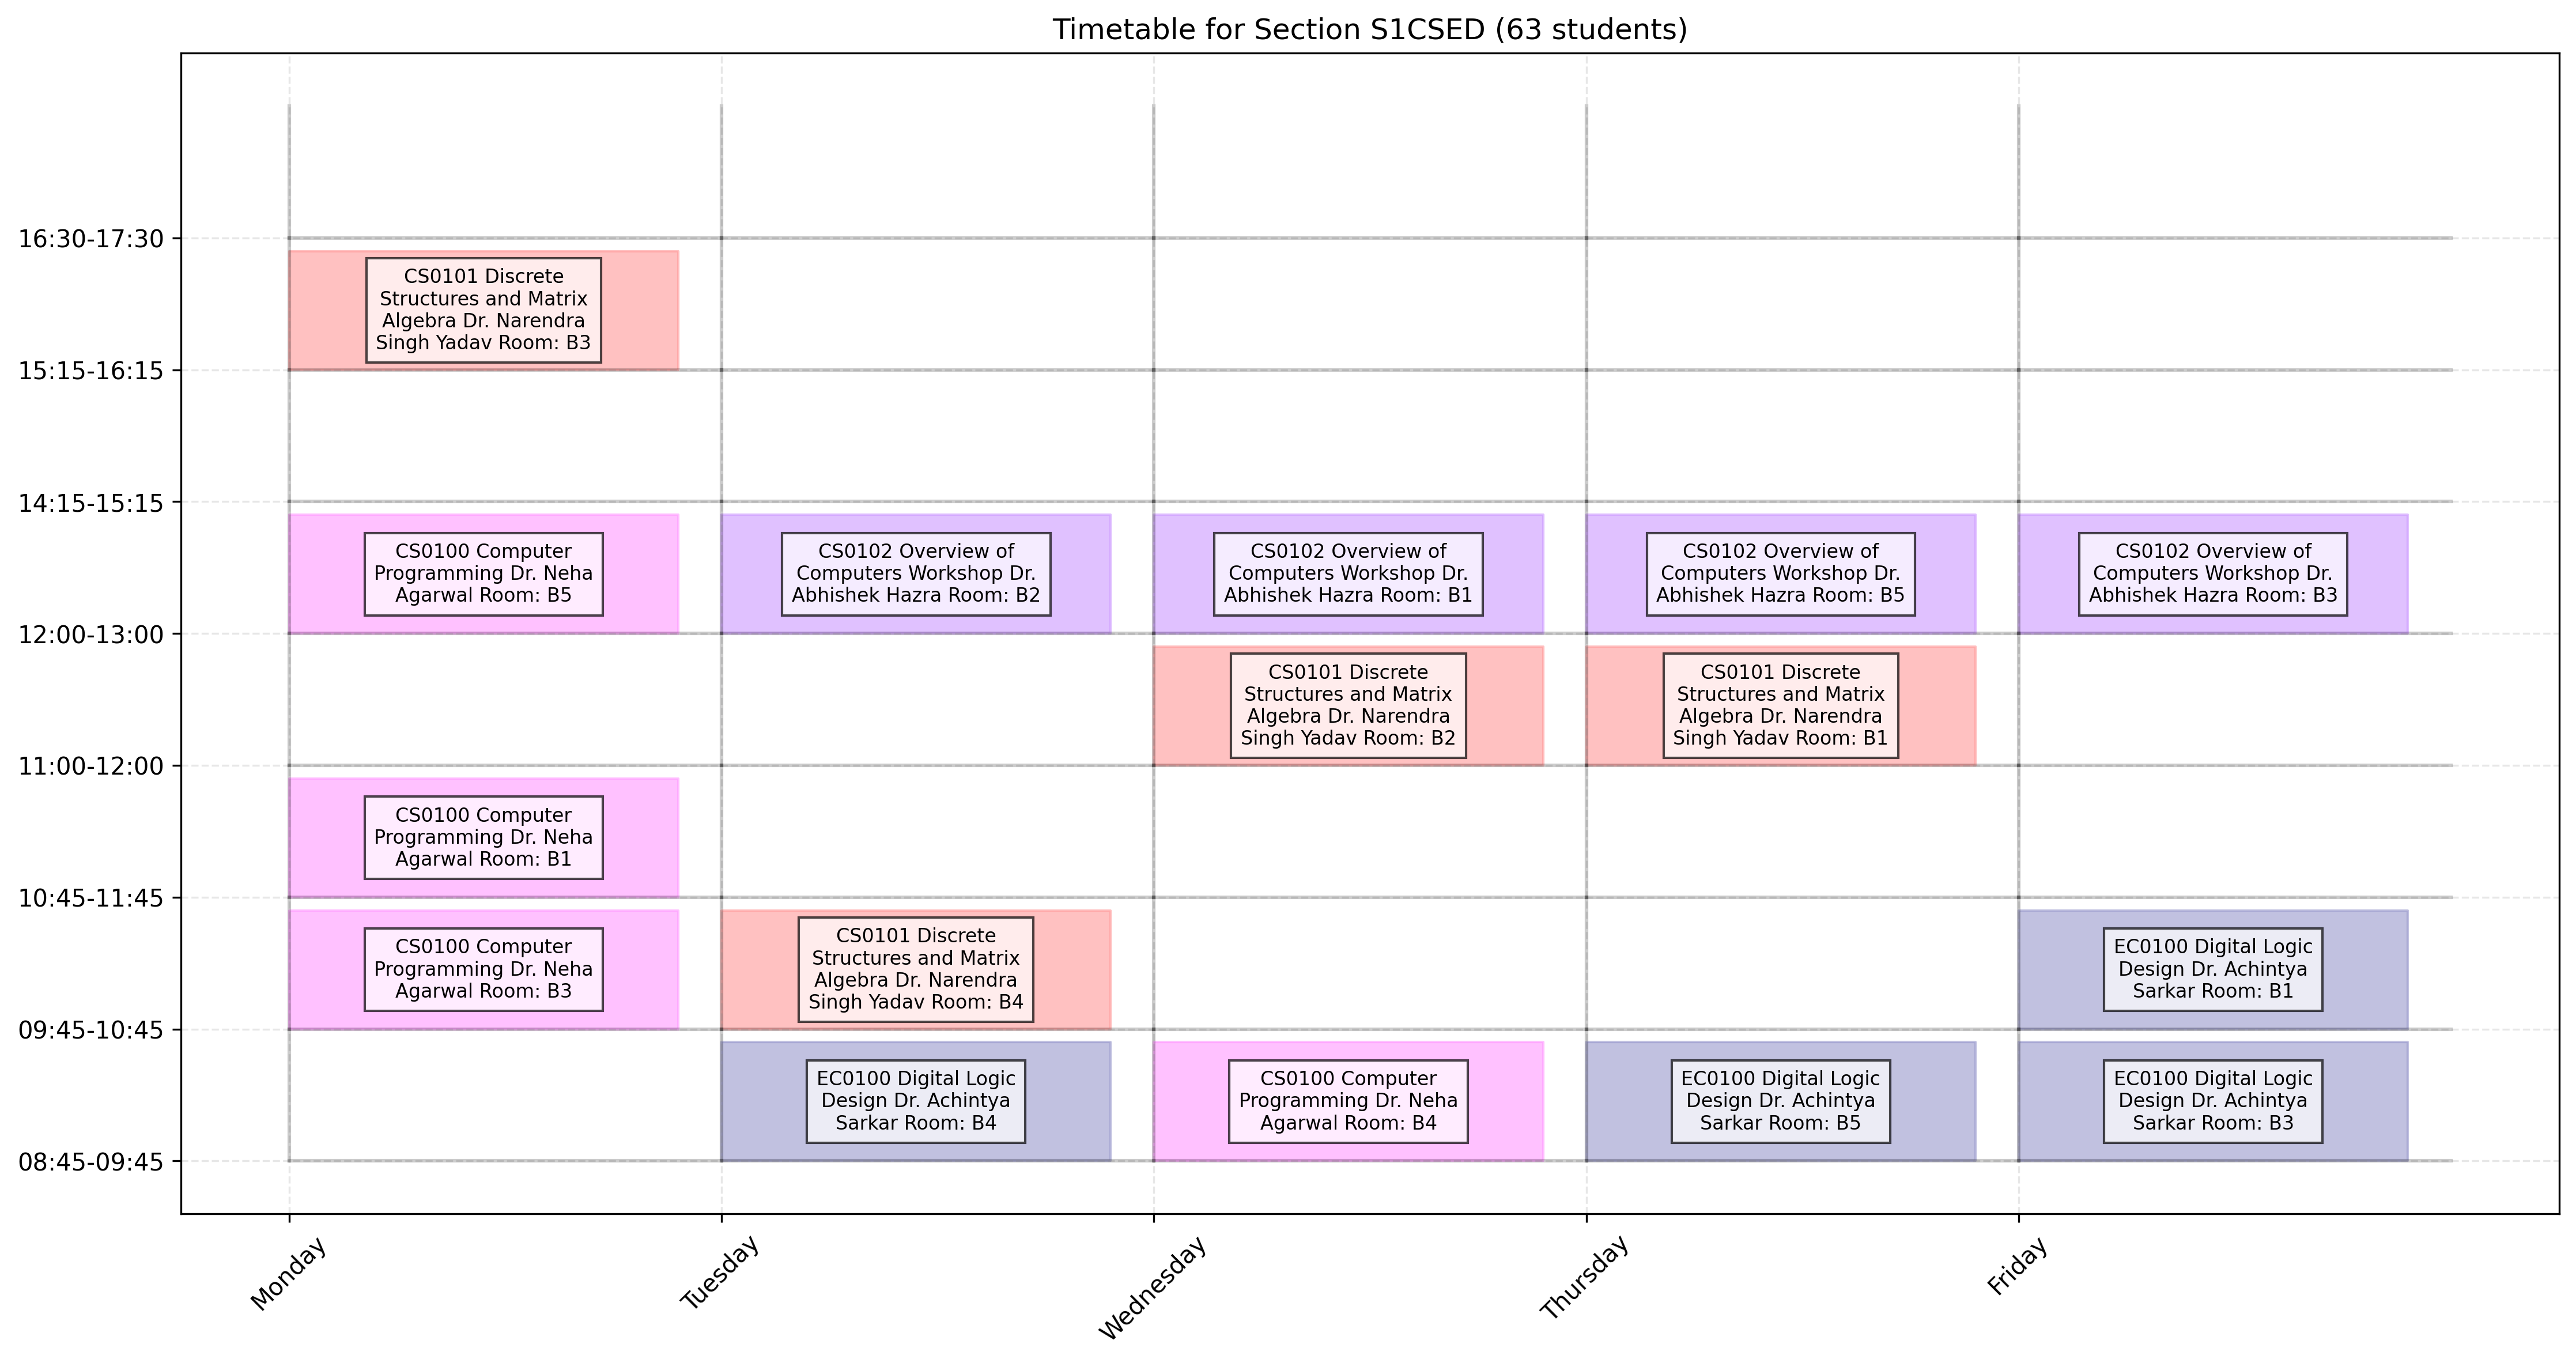 Timetable for Section S1CSED (63 students)
16:30-17:30
CS0101 Discrete
Structures and Matrix
Algebra Dr. Narendra
Singh Yadav Room: B3
15:15-16:15
14:15-15:15
CS0100 Computer
Programming Dr. Neha
Agarwal Room: B5
CS0102 Overview of
Computers Workshop Dr.
Abhishek Hazra Room: B2
CS0102 Overview of
Computers Workshop Dr.
Abhishek Hazra Room: B1
CS0102 Overview of
Computers Workshop Dr.
Abhishek Hazra Room: B5
CS0102 Overview of
Computers Workshop Dr.
Abhishek Hazra Room: B3
12:00-13:00
CS0101 Discrete
Structures and Matrix
Algebra Dr. Narendra
Singh Yadav Room: B2
CS0101 Discrete
Structures and Matrix
Algebra Dr. Narendra
Singh Yadav Room: B1
11:00-12:00
CS0100 Computer
Programming Dr. Neha
Agarwal Room: B1
10:45-11:45
CS0100 Computer
Programming Dr. Neha
Agarwal Room: B3
CS0101 Discrete
Structures and Matrix
Algebra Dr. Narendra
Singh Yadav Room: B4
EC0100 Digital Logic
Design Dr. Achintya
Sarkar Room: B1
09:45-10:45
EC0100 Digital Logic
Design Dr. Achintya
Sarkar Room: B4
CS0100 Computer
Programming Dr. Neha
Agarwal Room: B4
EC0100 Digital Logic
Design Dr. Achintya
Sarkar Room: B5
EC0100 Digital Logic
Design Dr. Achintya
Sarkar Room: B3
08:45-09:45
Monday
Tuesday
Wednesday
Thursday
Friday